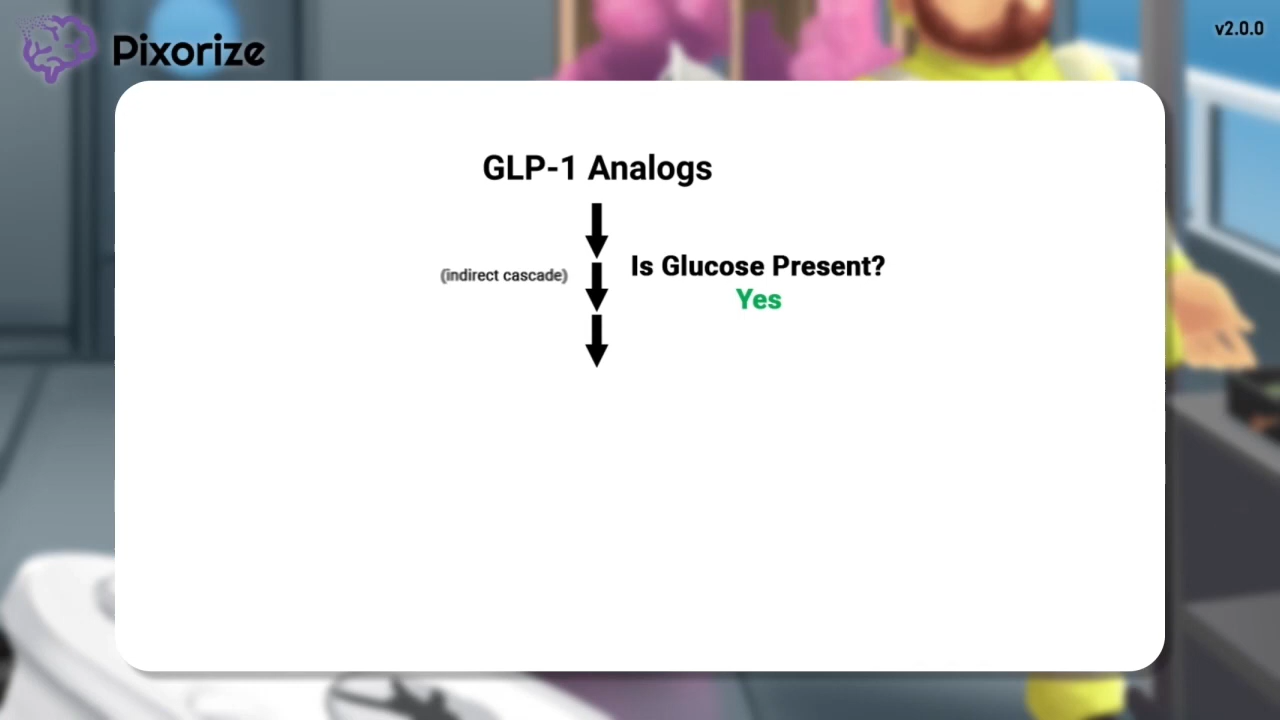 Pixorize
v2.0.0
GLP-1 Analogs
(indirect cascade)
Is Glucose Present?
Yes